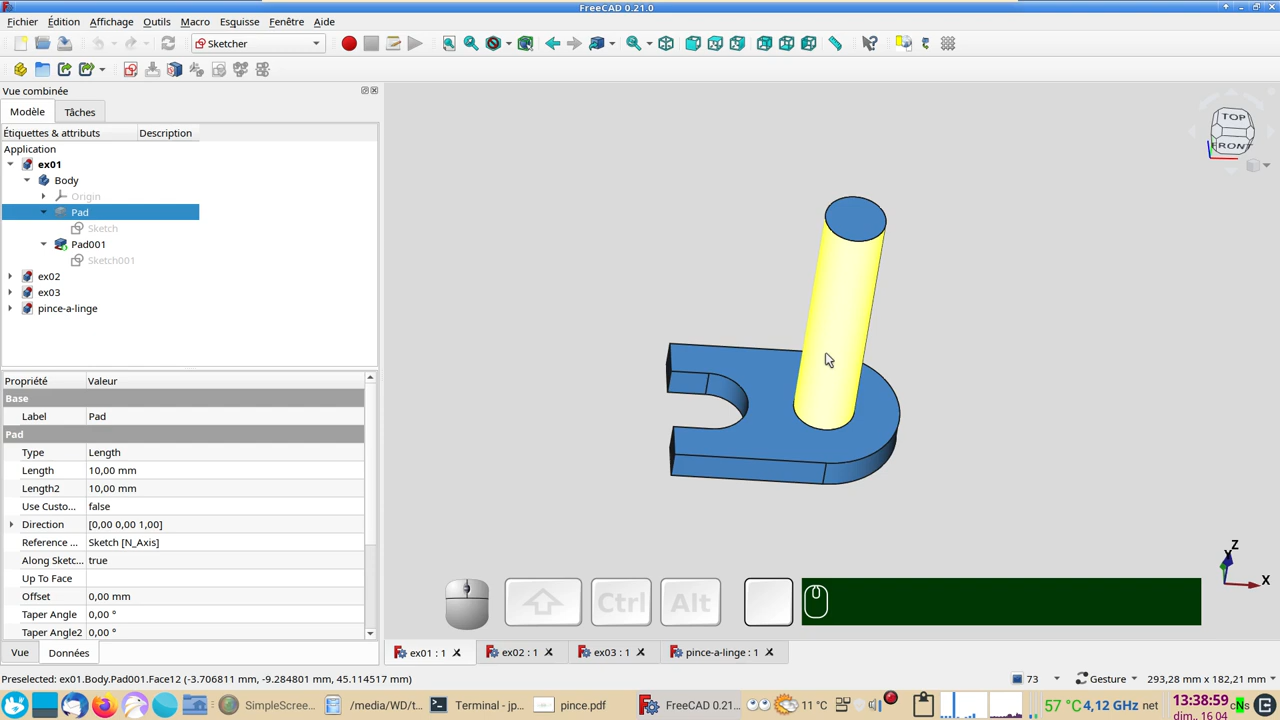 FreeCAD 0.21.0
Fichier Édition Affichage Outils Macro Esquisse Fenêtre Aide
Sketcher
Vue combinée
Modèle Tâches
Étiquettes & attributs Description
Application
ex01
Body
Origin
Pad
Sketch
Pad001
Sketch001
ex02
ex03
pince-a-linge
Propriété Valeur
Base
Label Pad
Pad
Type Length
Length 10,00 mm
Length2 10,00 mm
Use Custo... false
Direction [0,00 0,00 1,00]
Reference ... Sketch [N_Axis]
Along Sketc... true
Up To Face
Offset 0,00 mm
Taper Angle 0,00 °
Taper Angle2 0,00 °
Vue Données
TOP
FRONT
Z
Y
X
Ctrl Alt
ex01 : 1 ex02 : 1 ex03 : 1 pince-a-linge : 1
Preselected: ex01.Body.Pad001.Face12 (-3.706811 mm, -9.284801 mm, 45.114517 mm) 73 Gesture 293,28 mm x 182,21 mm
SimpleScree... /media/WD/t... Terminal - jp... pince.pdf FreeCAD 0.21... 11 °C 57 °C 4,12 GHz net 13:38:59
dim., 16 04